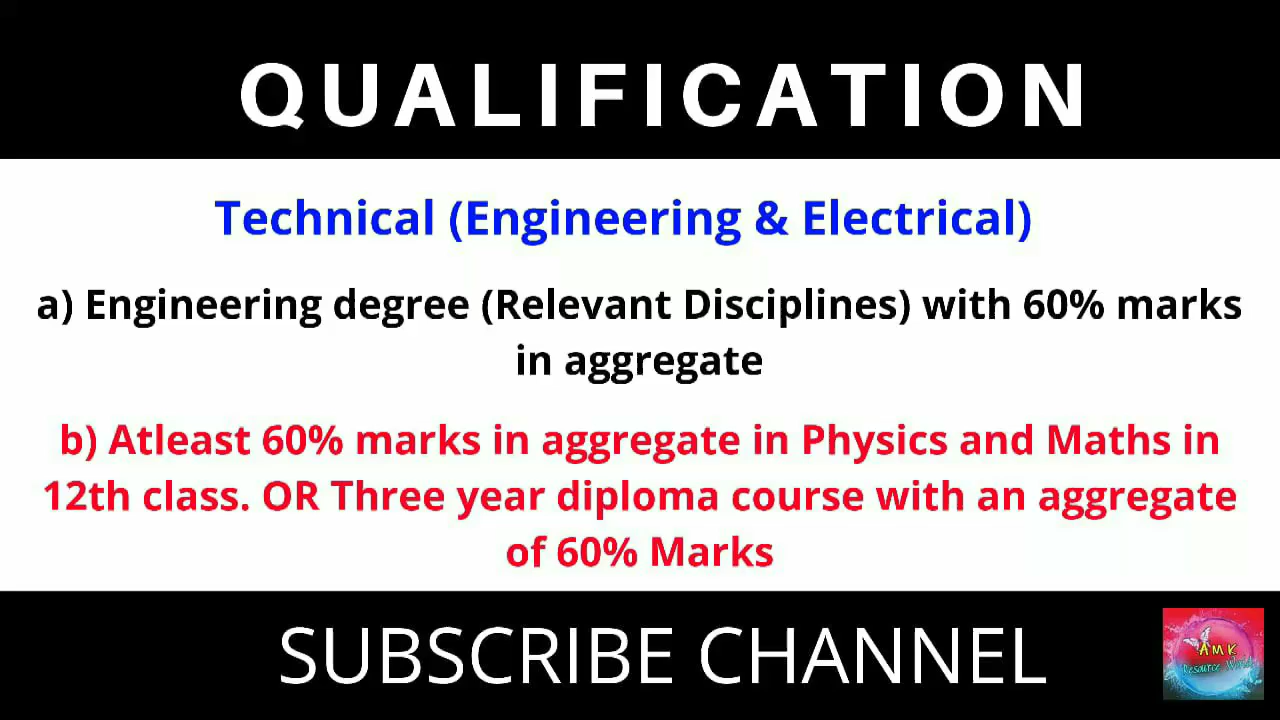 QUALIFICATION
Technical (Engineering & Electrical)
a) Engineering degree (Relevant Disciplines) with 60% marks
in aggregate
b) Atleast 60% marks in aggregate in Physics and Maths in
12th class. OR Three year diploma course with an aggregate
of 60% Marks
SUBSCRIBE CHANNEL
AMK
Resource World